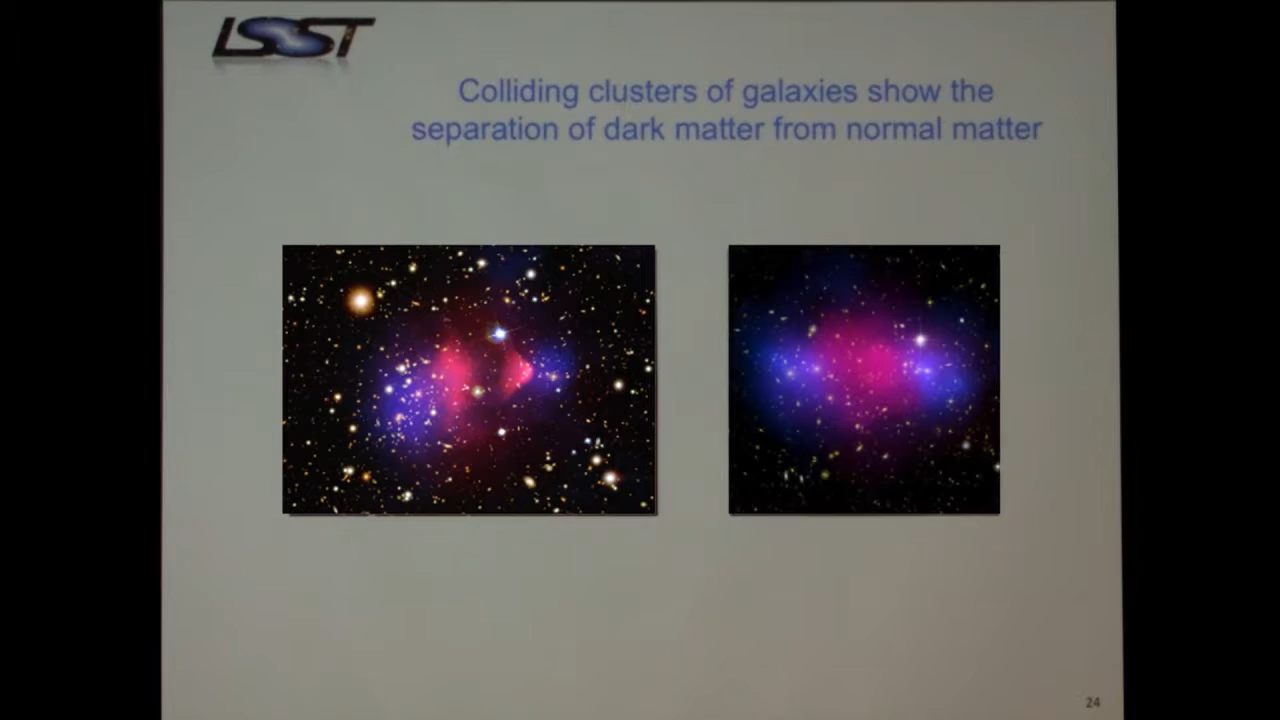 LSST
Colliding clusters of galaxies show the
separation of dark matter from normal matter
24